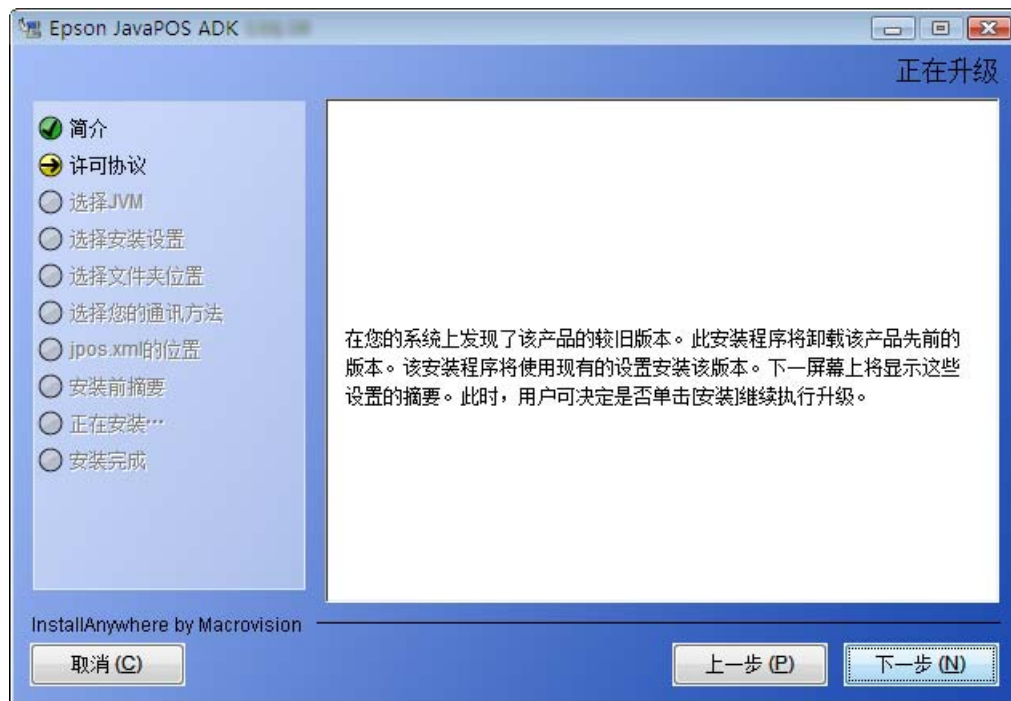 Epson JavaPOS ADK
正在升级
简介
许可协议
选择JVM
选择安装设置
选择文件夹位置
选择您的通讯方法
jpos.xml的位置
安装前摘要
正在安装…
安装完成
在您的系统上发现了该产品的较旧版本。此安装程序将卸载该产品先前的
版本。该安装程序将使用现有的设置安装该版本。下一屏幕上将显示这些
设置的摘要。此时，用户可决定是否单击[安装]继续执行升级。
InstallAnywhere by Macrovision
取消 (C)
上一步 (P)
下一步 (N)